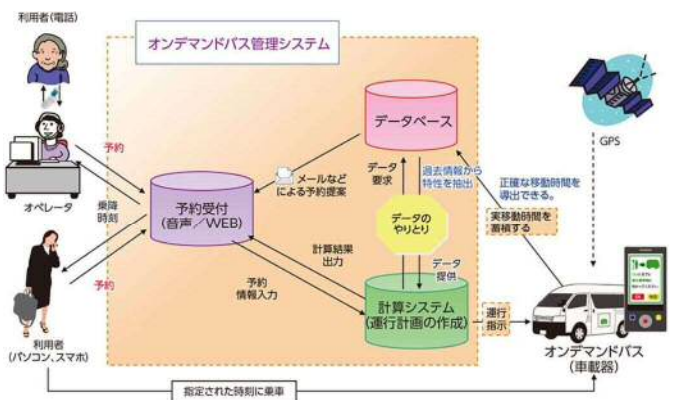 利用者(電話)
オンデマンドバス管理システム
データベース
GPS
予約
オペレータ
乗降
時刻
予約受付
(音声/WEB)
メールなど
による予約提案
データ
要求
過去情報から
特性を抽出
正確な移動時間を
導出できる。
実移動時間を
蓄積する
データの
やりとり
計算結果
出力
データ
提供
予約
予約
情報入力
計算システム
(運行計画の作成)
運行
指示
利用者
(パソコン、スマホ)
オンデマンドバス
(車載器)
指定された時刻に乗車